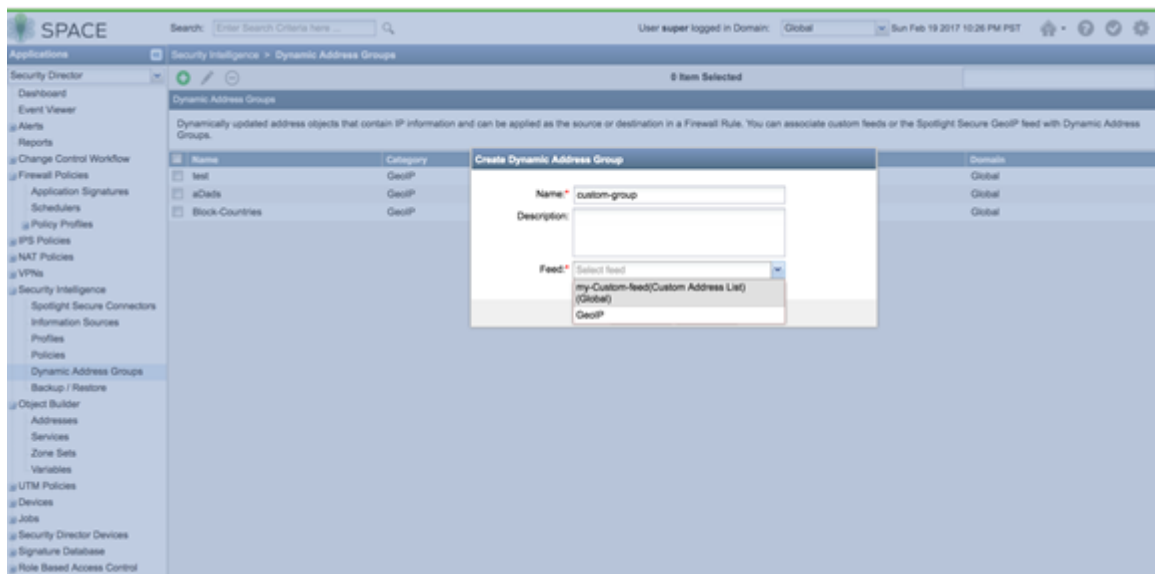 SPACE
Search: Enter Search Criteria here ...
User super logged in Domain: Global
Sun Feb 19 2017 10:26 PM PST
Applications
Security Intelligence > Dynamic Address Groups
Security Director
0 Item Selected
Dashboard
Event Viewer
Alerts
Reports
Change Control Workflow
Firewall Policies
Application Signatures
Schedulers
Policy Profiles
IPS Policies
NAT Policies
VPNs
Security Intelligence
Spotlight Secure Connectors
Information Sources
Profiles
Policies
Dynamic Address Groups
Backup / Restore
Object Builder
Addresses
Services
Zone Sets
Variables
UTM Policies
Devices
Jobs
Security Director Devices
Signature Database
Role Based Access Control
Dynamic Address Groups
Dynamically updated address objects that contain IP information and can be applied as the source or destination in a Firewall Rule. You can associate custom feeds or the Spotlight Secure GeoIP feed with Dynamic Address
Groups.
Name Category Domain
test GeoIP Global
aDads GeoIP Global
Block-Countries GeoIP Global
Create Dynamic Address Group
Name:* custom-group
Description:
Feed:* Select feed
my-Custom-feed(Custom Address List)
(Global)
GeoIP